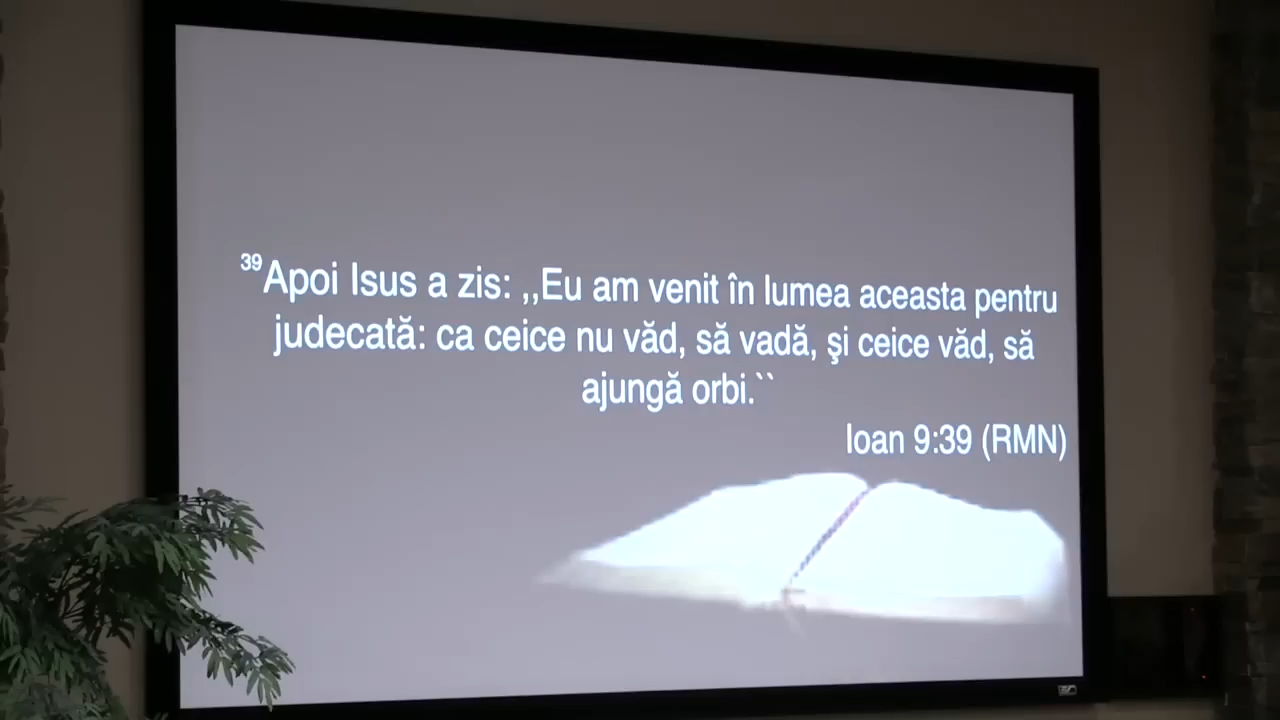 39Apoi Isus a zis: ,,Eu am venit în lumea aceasta pentru
judecată: ca ceice nu văd, să vadă, şi ceice văd, să
ajungă orbi.``
Ioan 9:39 (RMN)